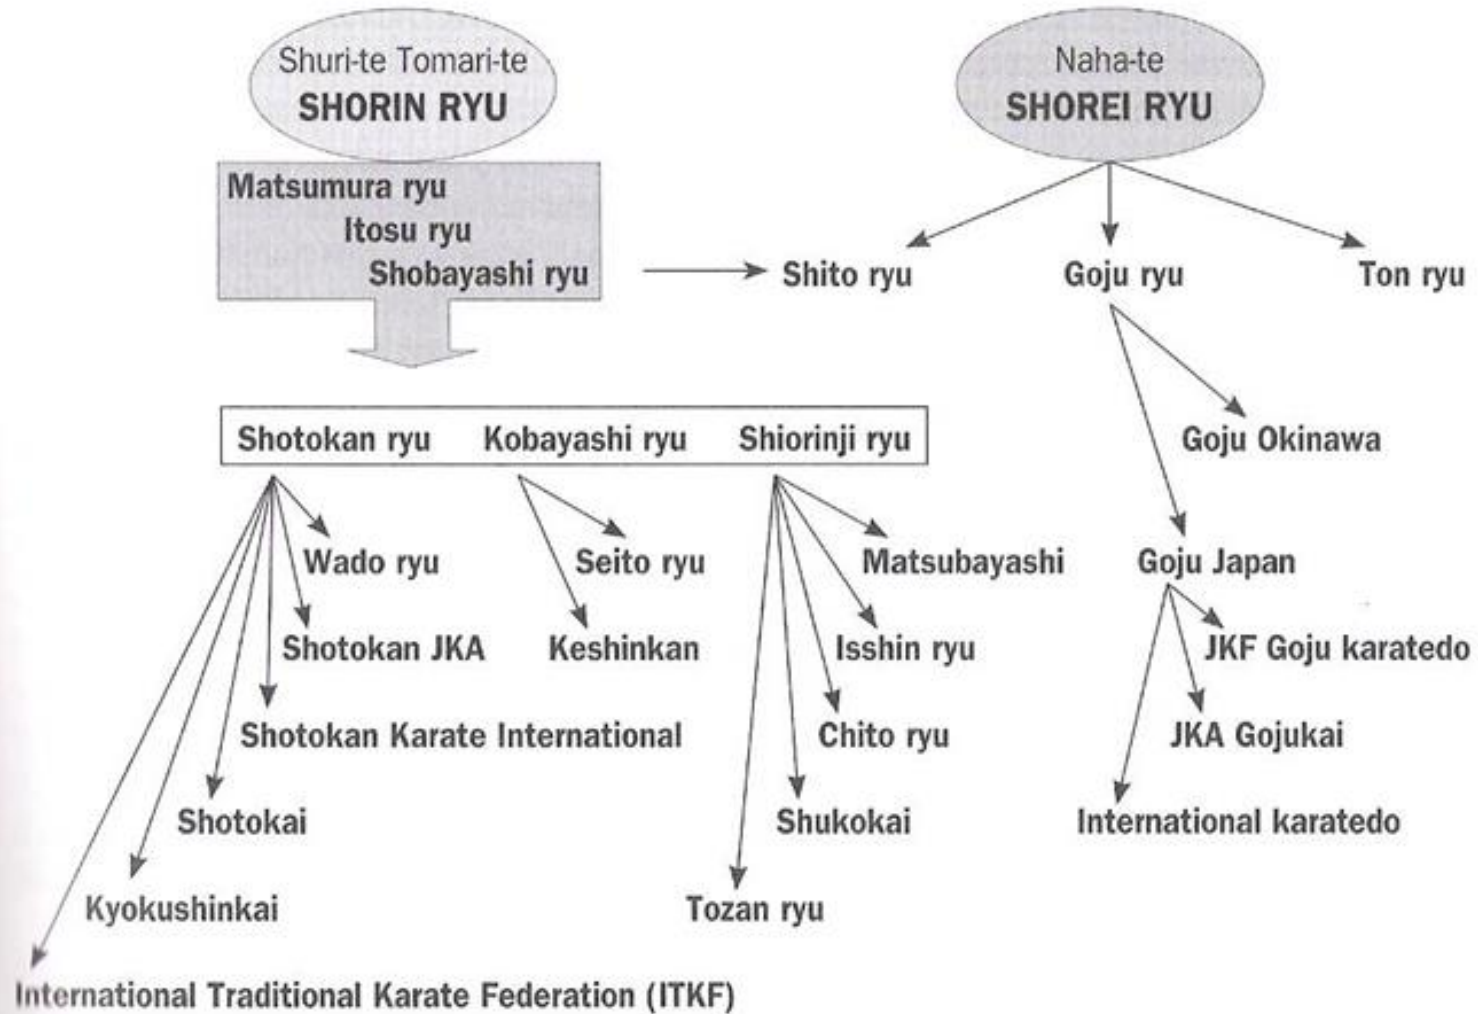 Shuri-te Tomari-te
SHORIN RYU
Naha-te
SHOREI RYU
Matsumura ryu
Itosu ryu
Shobayashi ryu
Shito ryu
Goju ryu
Ton ryu
Shotokan ryu
Kobayashi ryu
Shiorinji ryu
Goju Okinawa
Wado ryu
Seito ryu
Matsubayashi
Goju Japan
Shotokan JKA
Keshinkan
Isshin ryu
JKF Goju karatedo
Shotokan Karate International
Chito ryu
JKA Gojukai
Shotokai
Shukokai
International karatedo
Kyokushinkai
Tozan ryu
International Traditional Karate Federation (ITKF)